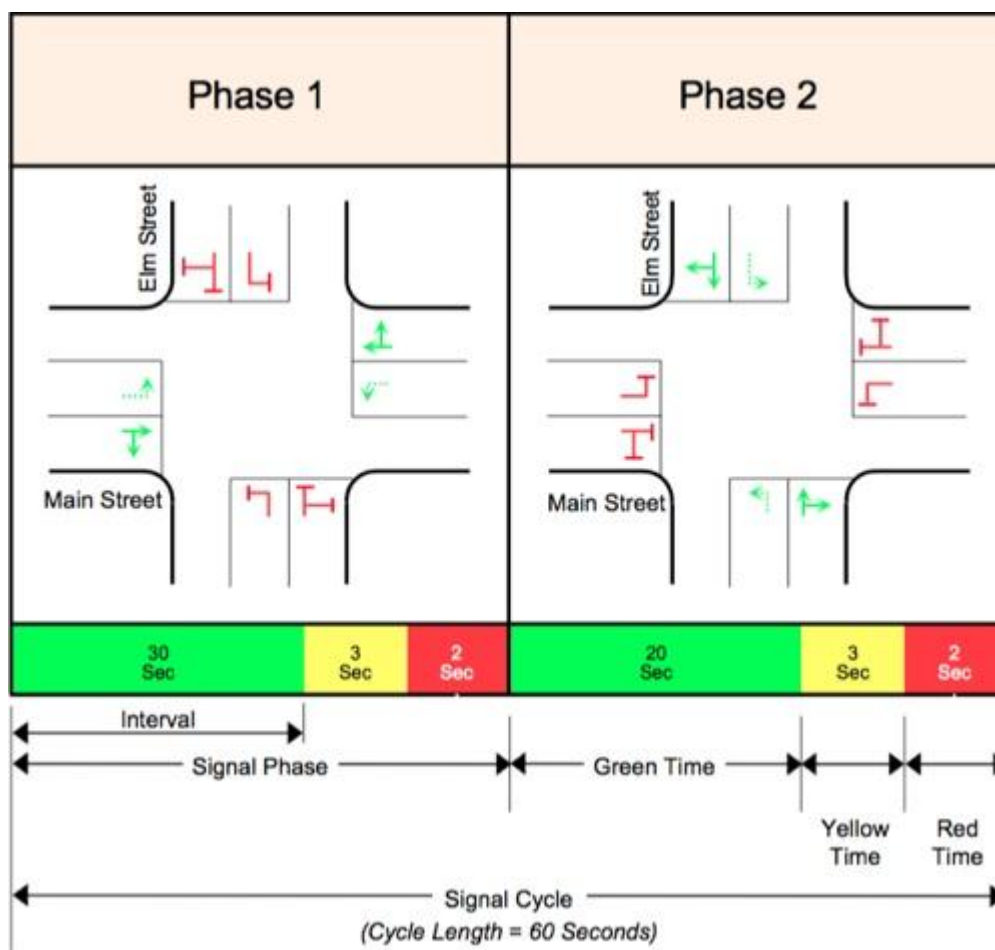 Phase 1
Phase 2
Elm Street
Main Street
Elm Street
Main Street
30
Sec
3
Sec
2
Sec
20
Sec
3
Sec
2
Sec
Interval
Signal Phase
Green Time
Yellow
Time
Red
Time
Signal Cycle
(Cycle Length = 60 Seconds)